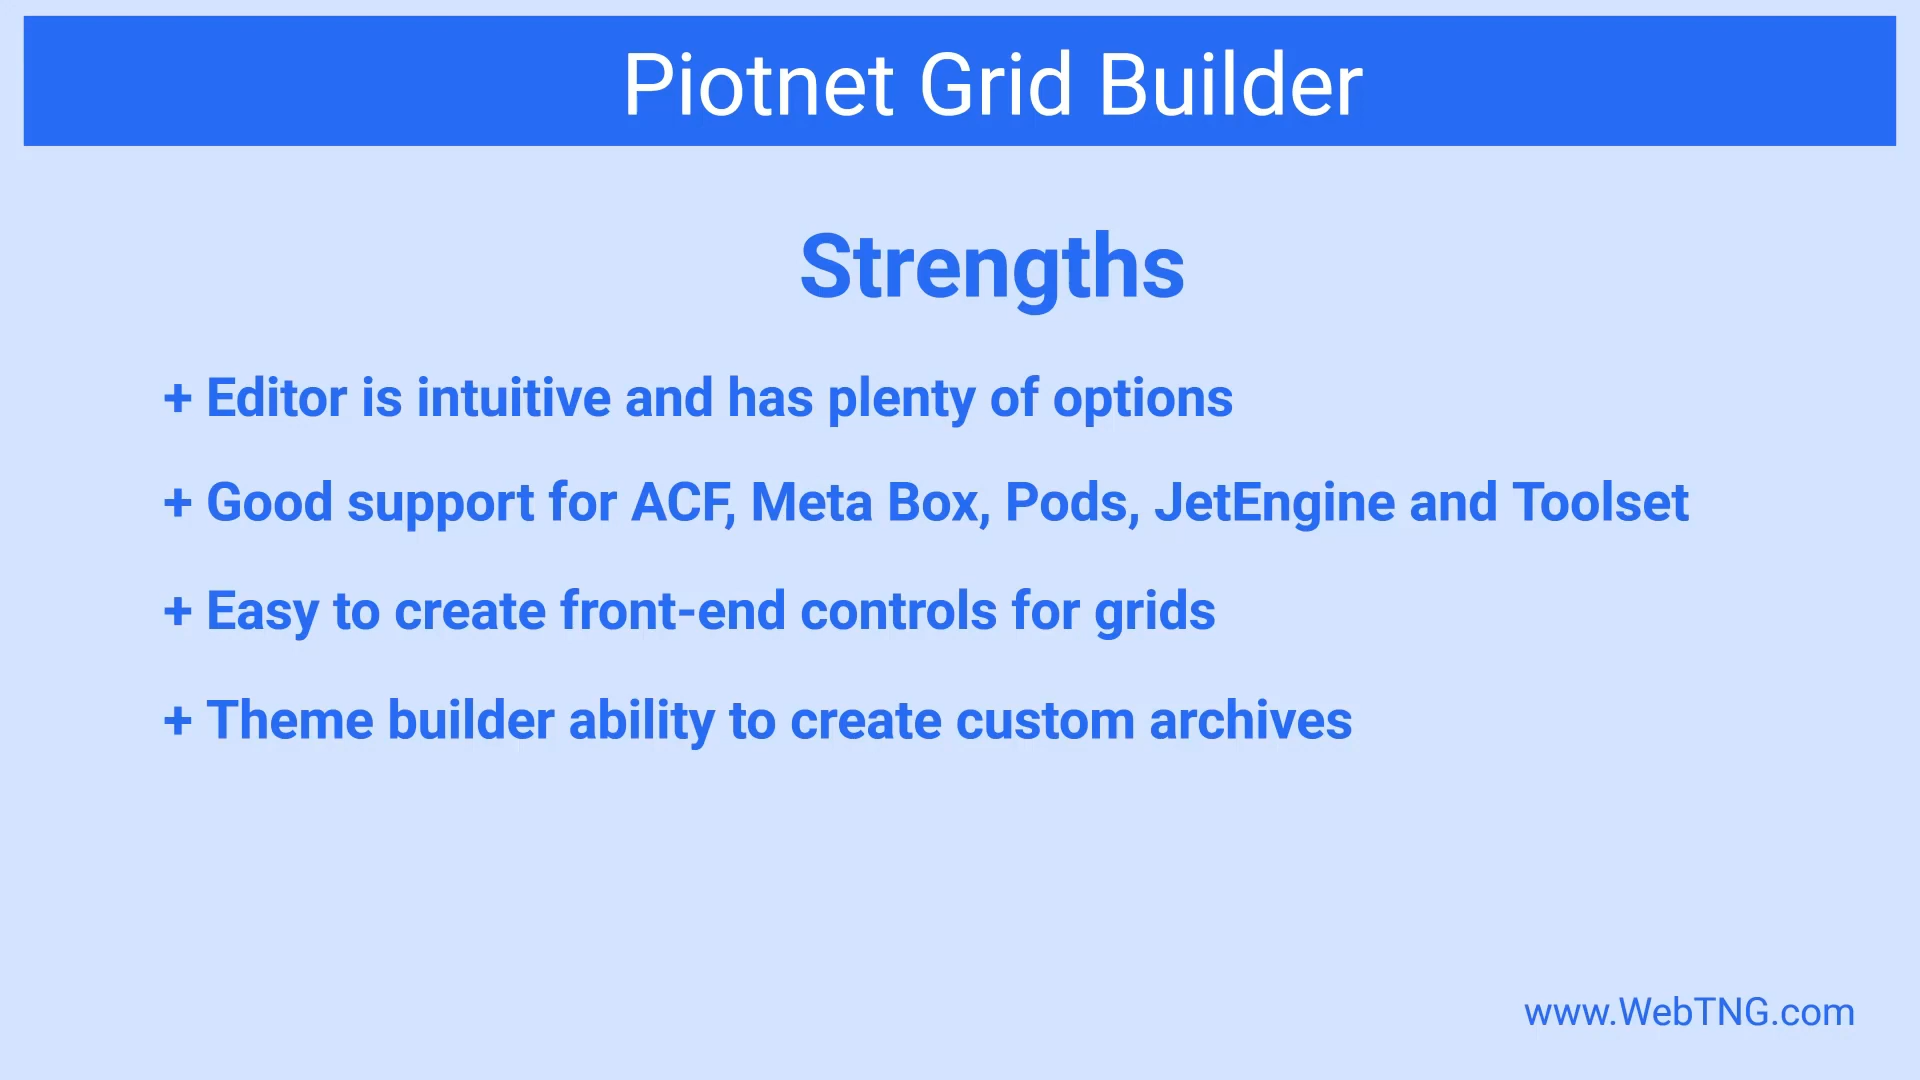 Piotnet Grid Builder
Strengths
+ Editor is intuitive and has plenty of options
+ Good support for ACF, Meta Box, Pods, JetEngine and Toolset
+ Easy to create front-end controls for grids
+ Theme builder ability to create custom archives
www.WebTNG.com